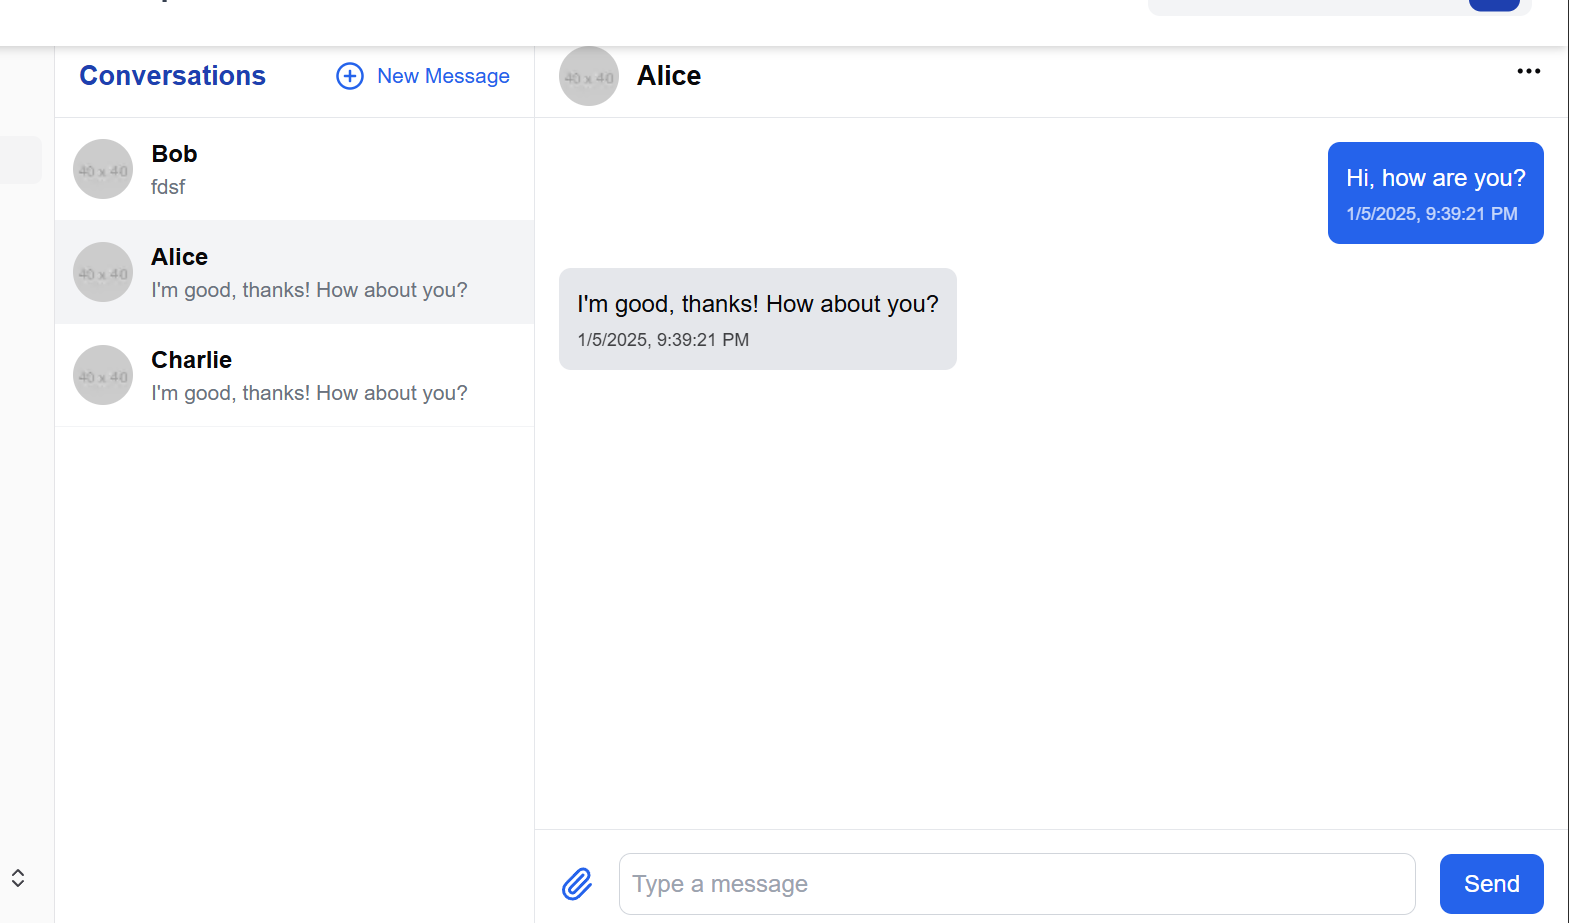 Conversations
New Message
40 x 40
Bob
fdsf
40 x 40
Alice
I'm good, thanks! How about you?
40 x 40
Charlie
I'm good, thanks! How about you?
40 x 40
Alice
Hi, how are you?
1/5/2025, 9:39:21 PM
I'm good, thanks! How about you?
1/5/2025, 9:39:21 PM
Type a message
Send